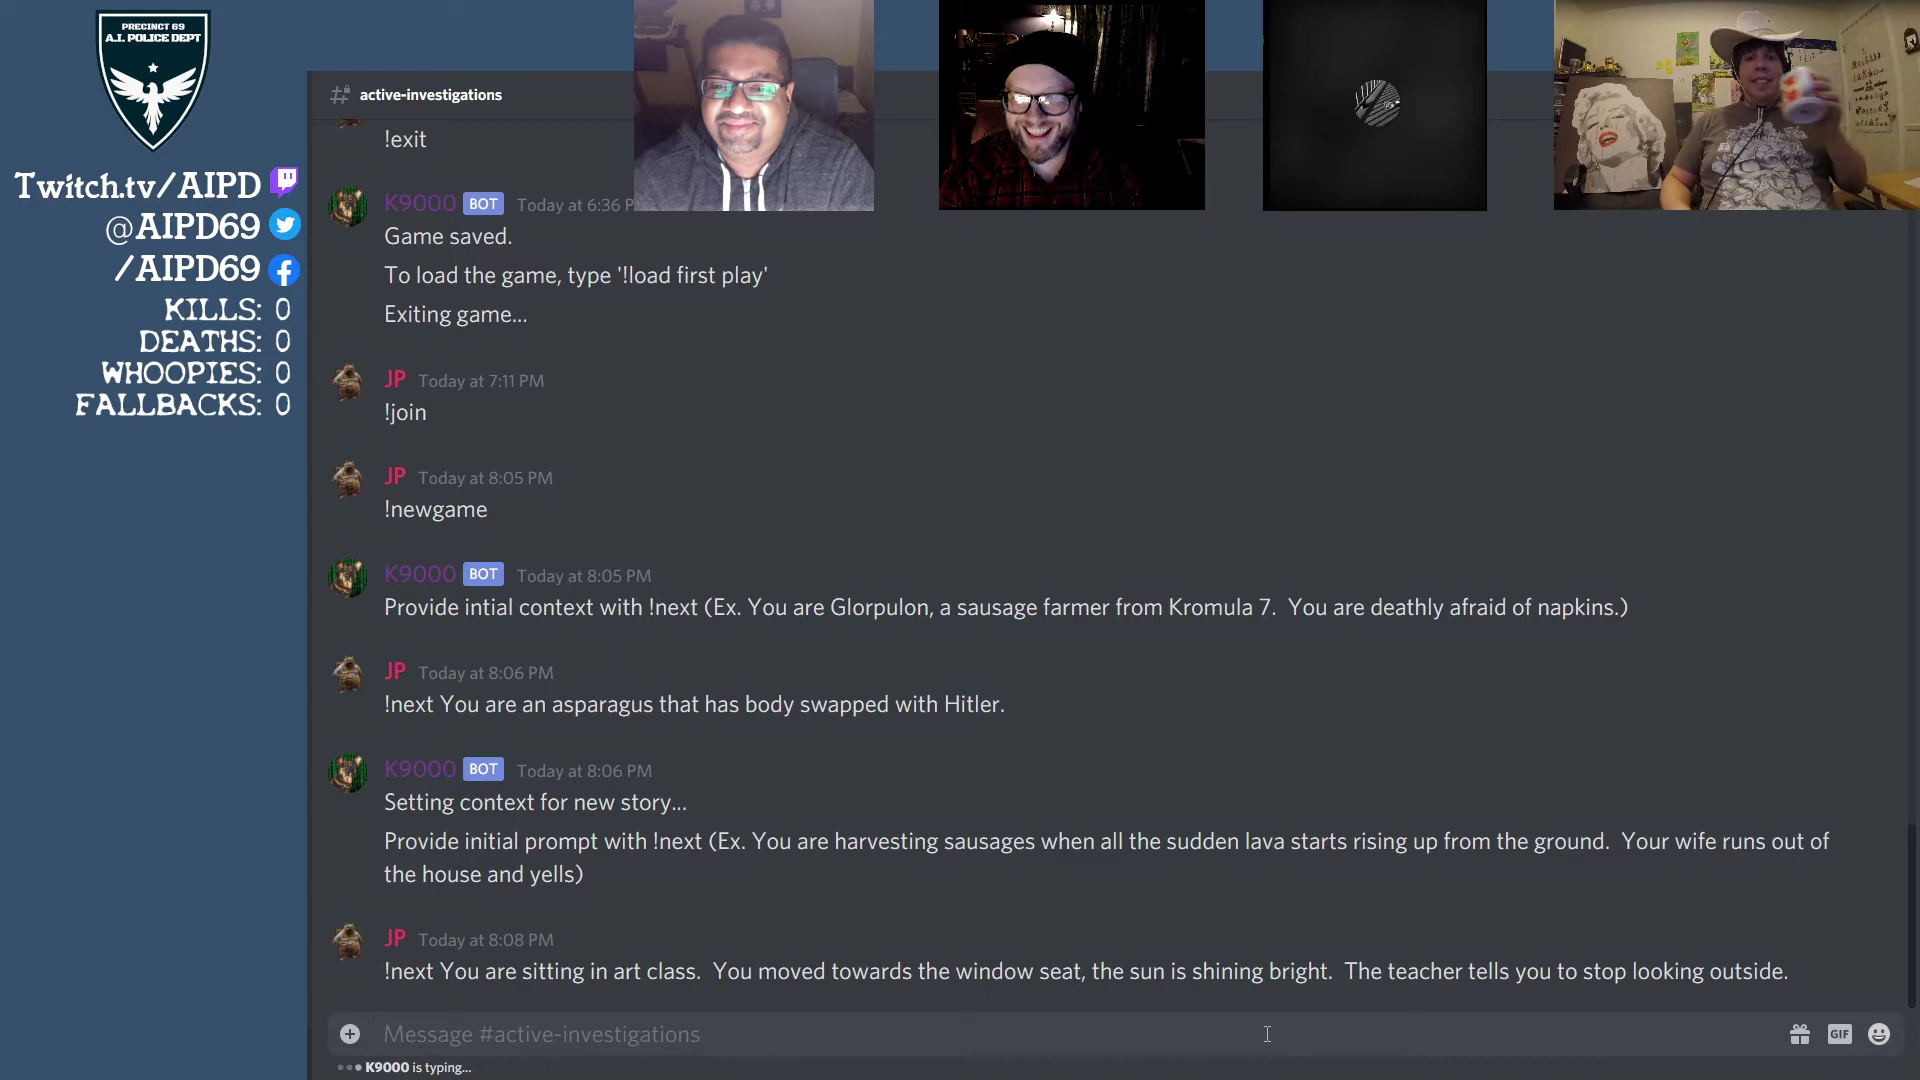 PRECINCT 69
A.I. POLICE DEPT
Twitch.tv/AIPD
@AIPD69
/AIPD69
KILLS: 0
DEATHS: 0
WHOOPIES: 0
FALLBACKS: 0
active-investigations
!exit
K9000 BOT Today at 6:36 P
Game saved.
To load the game, type '!load first play'
Exiting game...
JP Today at 7:11 PM
!join
JP Today at 8:05 PM
!newgame
K9000 BOT Today at 8:05 PM
Provide intial context with !next (Ex. You are Glorpulon, a sausage farmer from Kromula 7.  You are deathly afraid of napkins.)
JP Today at 8:06 PM
!next You are an asparagus that has body swapped with Hitler.
K9000 BOT Today at 8:06 PM
Setting context for new story...
Provide initial prompt with !next (Ex. You are harvesting sausages when all the sudden lava starts rising up from the ground.  Your wife runs out of
the house and yells)
JP Today at 8:08 PM
!next You are sitting in art class.  You moved towards the window seat, the sun is shining bright.  The teacher tells you to stop looking outside.
Message #active-investigations
GIF
K9000 is typing...